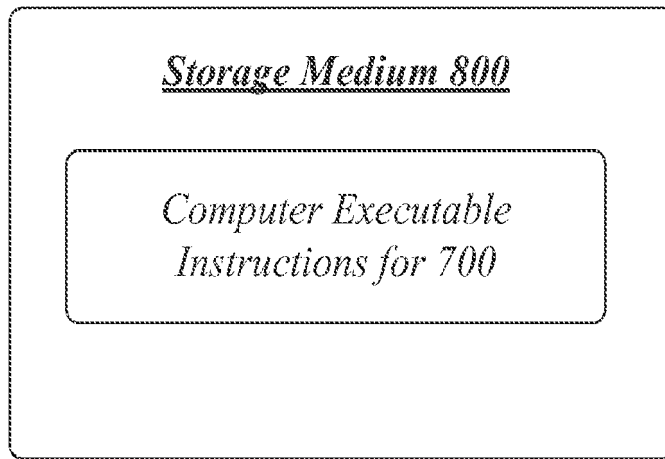 Storage Medium 800
Computer Executable
Instructions for 700